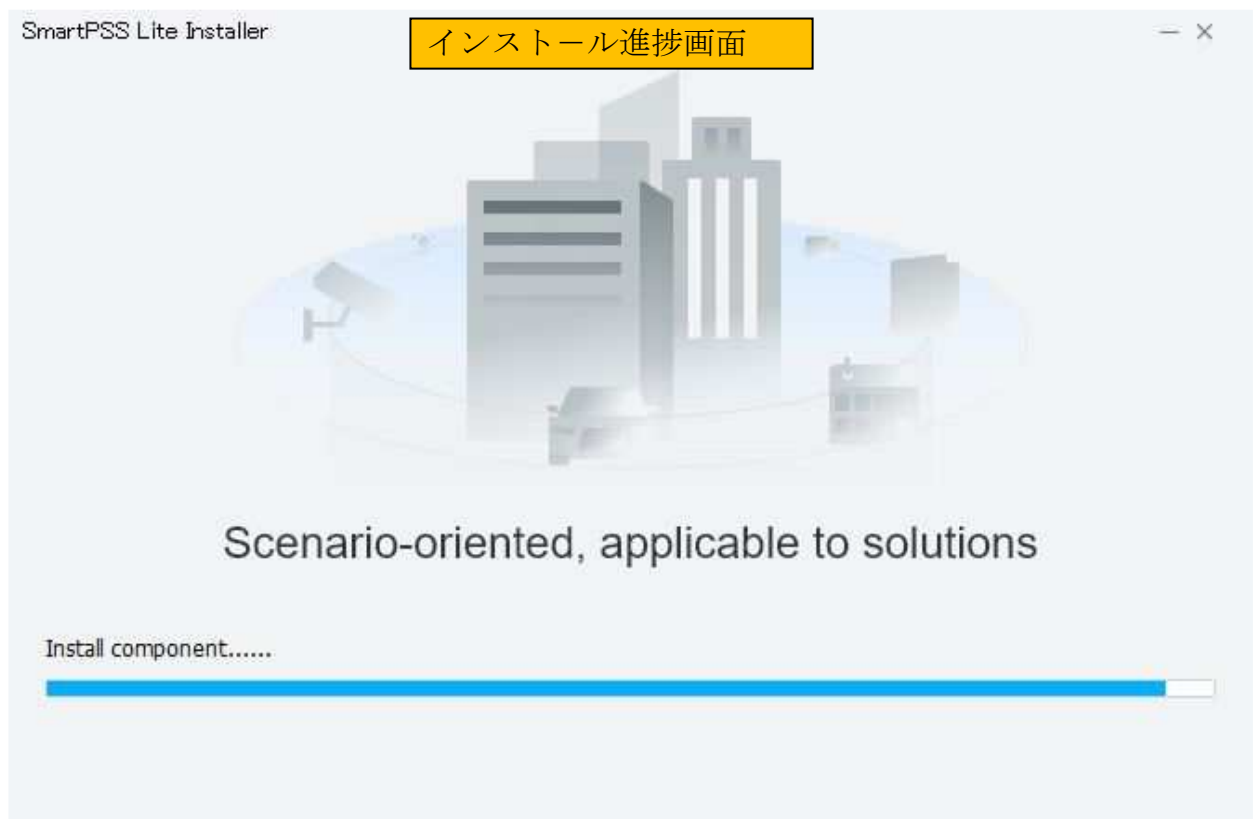 SmartPSS Lite Installer
インストール進捗画面
Scenario-oriented, applicable to solutions
Install component......